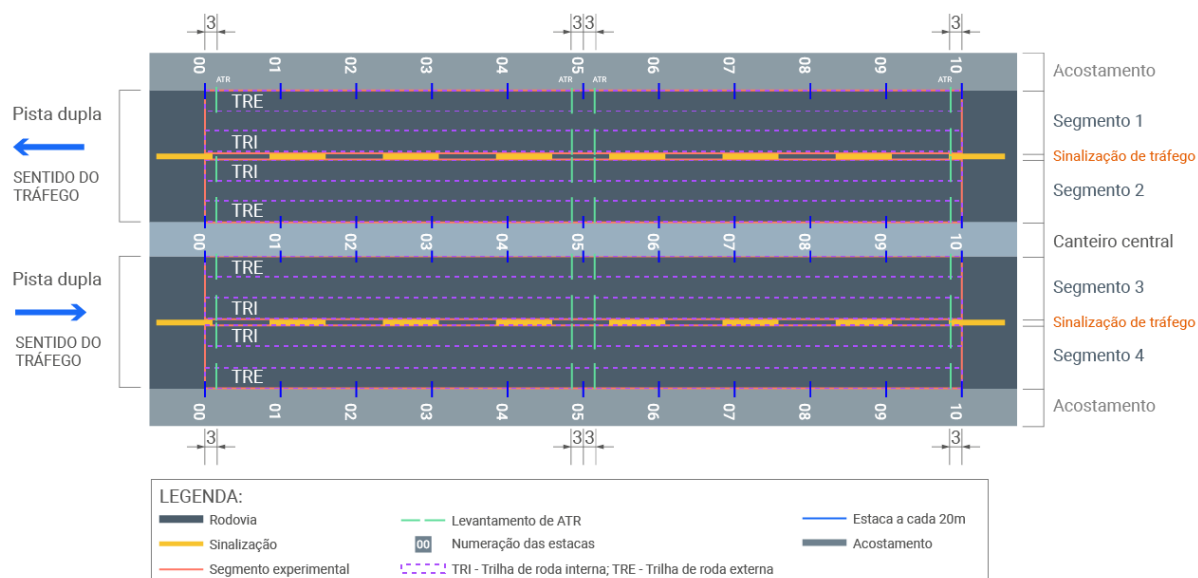 3 3 3 3
00 01 02 03 04 05 06 07 08 09 10
ATR ATR ATR ATR
Acostamento
Pista dupla
SENTIDO DO
TRÁFEGO
TRE
TRI
TRI
TRE
Segmento 1
Sinalização de tráfego
Segmento 2
00 01 02 03 04 05 06 07 08 09 10
Canteiro central
Pista dupla
SENTIDO DO
TRÁFEGO
TRE
TRI
TRI
TRE
Segmento 3
Sinalização de tráfego
Segmento 4
00 01 02 03 04 05 06 07 08 09 10
Acostamento
3 3 3 3
LEGENDA:
Rodovia
Levantamento de ATR
Estaca a cada 20m
Sinalização
00 Numeração das estacas
Acostamento
Segmento experimental
TRI - Trilha de roda interna; TRE - Trilha de roda externa